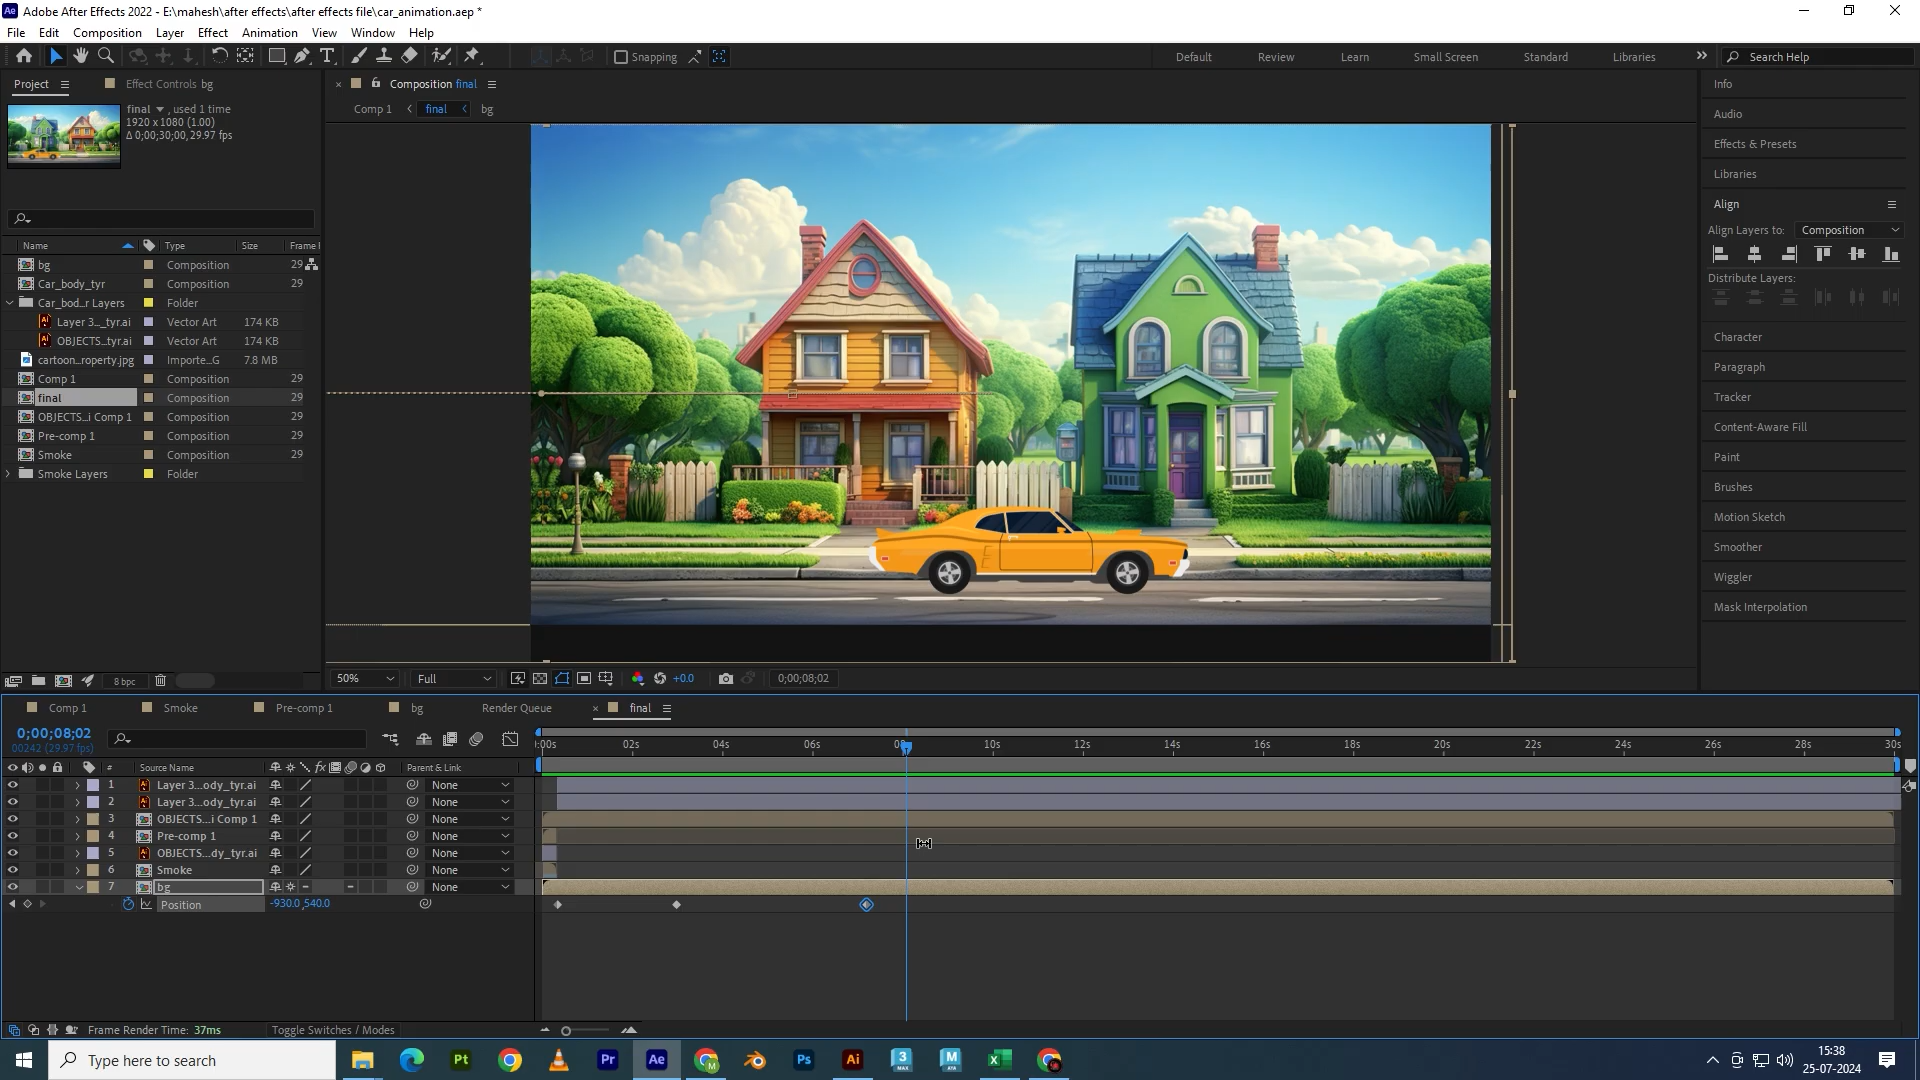 Adobe After Effects 2022 - E:\mahesh\after effects\after effects file\car_animation.aep *
File Edit Composition Layer Effect Animation View Window Help
Snapping Default Review Learn Small Screen Standard Libraries Search Help
Project Effect Controls bg
final , used 1 time
1920 x 1080 (1.00)
Δ 0;00;30;00, 29.97 fps
Name Type Size Frame
bg Composition 29
Car_body_tyr Composition 29
Car_bod...r Layers Folder
Layer 3..._tyr.ai Vector Art 174 KB
OBJECTS...tyr.ai Vector Art 174 KB
cartoon...roperty.jpg Importe...G 7.8 MB
Comp 1 Composition 29
final Composition 29
OBJECTS...i Comp 1 Composition 29
Pre-comp 1 Composition 29
Smoke Composition 29
Smoke Layers Folder
8 bpc
Composition final
Comp 1 final bg
50% Full +0.0 0;00;08;02
Info
Audio
Effects & Presets
Libraries
Align
Align Layers to: Composition
Distribute Layers:
Character
Paragraph
Tracker
Content-Aware Fill
Paint
Brushes
Motion Sketch
Smoother
Wiggler
Mask Interpolation
Comp 1 Smoke Pre-comp 1 bg Render Queue final
0;00;08;02
00242 (29.97 fps)
:00s 02s 04s 06s 08s 10s 12s 14s 16s 18s 20s 22s 24s 26s 28s 30s
# Source Name Parent & Link
1 Layer 3...ody_tyr.ai None
2 Layer 3...ody_tyr.ai None
3 OBJECTS...i Comp 1 None
4 Pre-comp 1 None
5 OBJECTS...dy_tyr.ai None
6 Smoke None
7 bg None
Position -930.0,540.0
Frame Render Time: 37ms Toggle Switches / Modes
Type here to search
15:38
25-07-2024